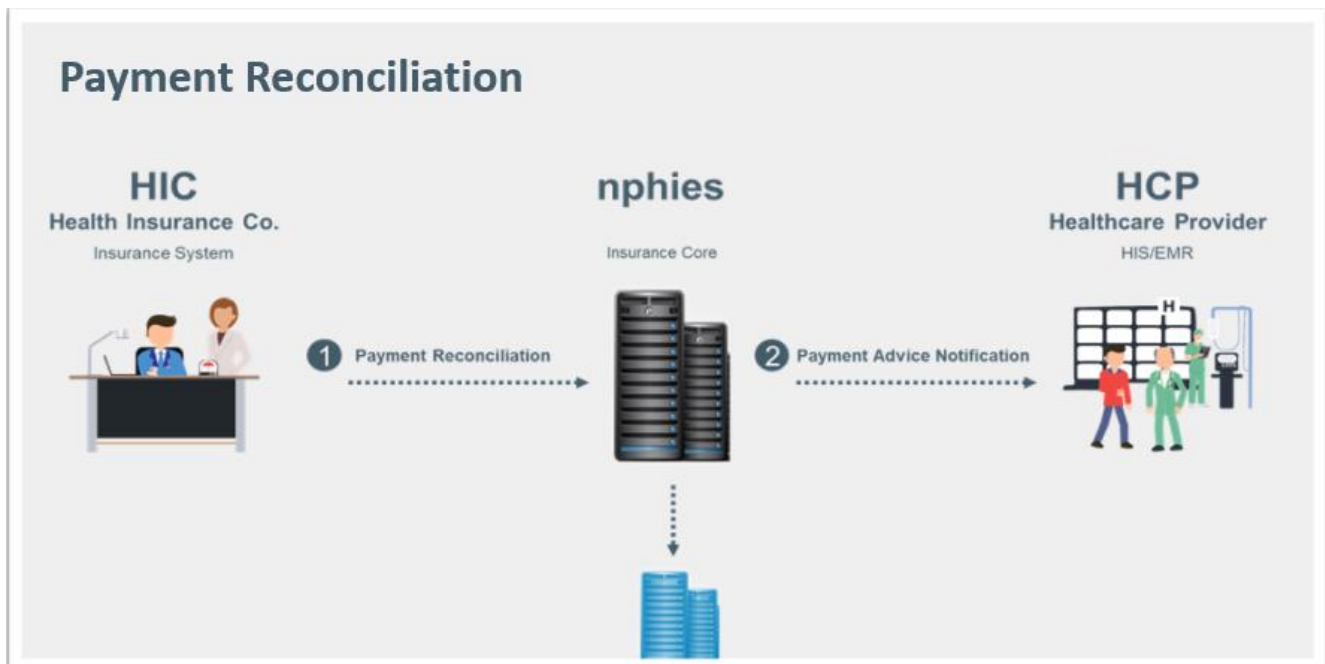 Payment Reconciliation
HIC
Health Insurance Co.
Insurance System
nphies
Insurance Core
HCP
Healthcare Provider
HIS/EMR
1 Payment Reconciliation
2 Payment Advice Notification
H